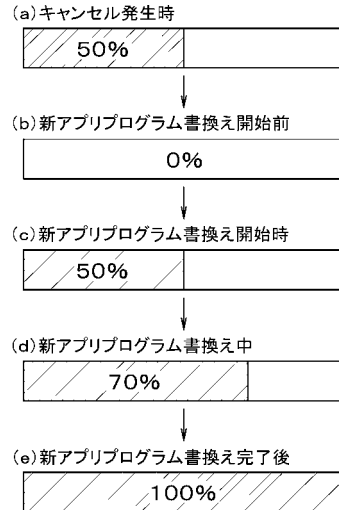 (a)キャンセル発生時
50%
(b)新アプリプログラム書換え開始前
0%
(c)新アプリプログラム書換え開始時
50%
(d)新アプリプログラム書換え中
70%
(e)新アプリプログラム書換え完了後
100%